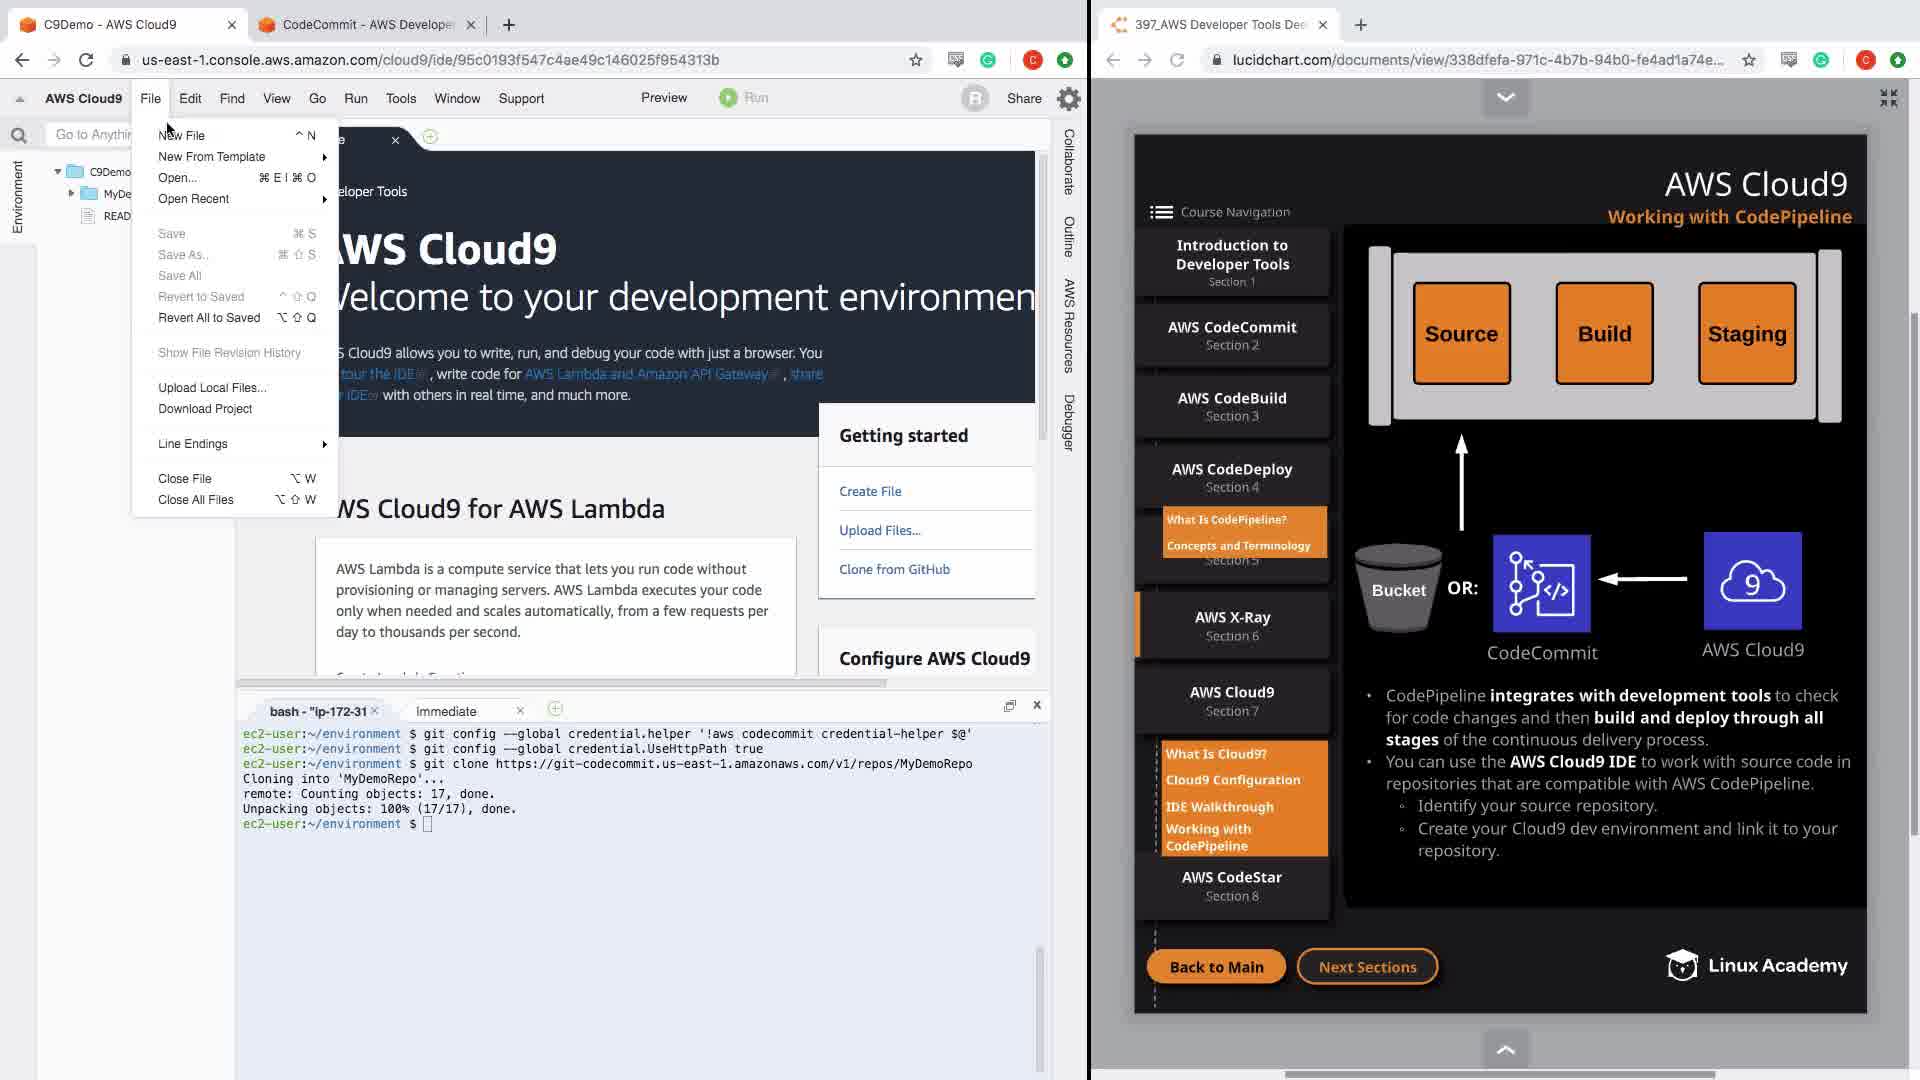 C9Demo - AWS Cloud9
CodeCommit - AWS Developer
us-east-1.console.aws.amazon.com/cloud9/ide/95c0193f547c4ae49c146025f954313b
C
AWS Cloud9 File Edit Find View Go Run Tools Window Support Preview Run R Share
Go to Anythin
Environment
C9Demo
MyDe
READ
New File ^ N
New From Template
Open... ⌘ E | ⌘ O
Open Recent
Save ⌘ S
Save As... ⌘ ⇧ S
Save All
Revert to Saved ^ ⇧ Q
Revert All to Saved ⌥ ⇧ Q
Show File Revision History
Upload Local Files...
Download Project
Line Endings
Close File ⌥ W
Close All Files ⌥ ⇧ W
eloper Tools
AWS Cloud9
Welcome to your development environmen
S Cloud9 allows you to write, run, and debug your code with just a browser. You
tour the IDE, write code for AWS Lambda and Amazon API Gateway, share
r IDE with others in real time, and much more.
Getting started
Create File
Upload Files...
Clone from GitHub
WS Cloud9 for AWS Lambda
AWS Lambda is a compute service that lets you run code without
provisioning or managing servers. AWS Lambda executes your code
only when needed and scales automatically, from a few requests per
day to thousands per second.
Configure AWS Cloud9
Collaborate
Outline
AWS Resources
Debugger
bash - "ip-172-31
Immediate
ec2-user:~/environment $ git config --global credential.helper '!aws codecommit credential-helper $@'
ec2-user:~/environment $ git config --global credential.UseHttpPath true
ec2-user:~/environment $ git clone https://git-codecommit.us-east-1.amazonaws.com/v1/repos/MyDemoRepo
Cloning into 'MyDemoRepo'...
remote: Counting objects: 17, done.
Unpacking objects: 100% (17/17), done.
ec2-user:~/environment $
397_AWS Developer Tools Dee
lucidchart.com/documents/view/338dfefa-971c-4b7b-94b0-fe4ad1a74e...
C
AWS Cloud9
Working with CodePipeline
Course Navigation
Introduction to
Developer Tools
Section 1
AWS CodeCommit
Section 2
AWS CodeBuild
Section 3
AWS CodeDeploy
Section 4
What Is CodePipeline?
Concepts and Terminology
Section 5
AWS X-Ray
Section 6
AWS Cloud9
Section 7
What Is Cloud9?
Cloud9 Configuration
IDE Walkthrough
Working with
CodePipeline
AWS CodeStar
Section 8
Back to Main
Next Sections
Source
Build
Staging
Bucket
OR:
</>
9
CodeCommit
AWS Cloud9
• CodePipeline integrates with development tools to check
for code changes and then build and deploy through all
stages of the continuous delivery process.
• You can use the AWS Cloud9 IDE to work with source code in
repositories that are compatible with AWS CodePipeline.
◦ Identify your source repository.
◦ Create your Cloud9 dev environment and link it to your
repository.
Linux Academy